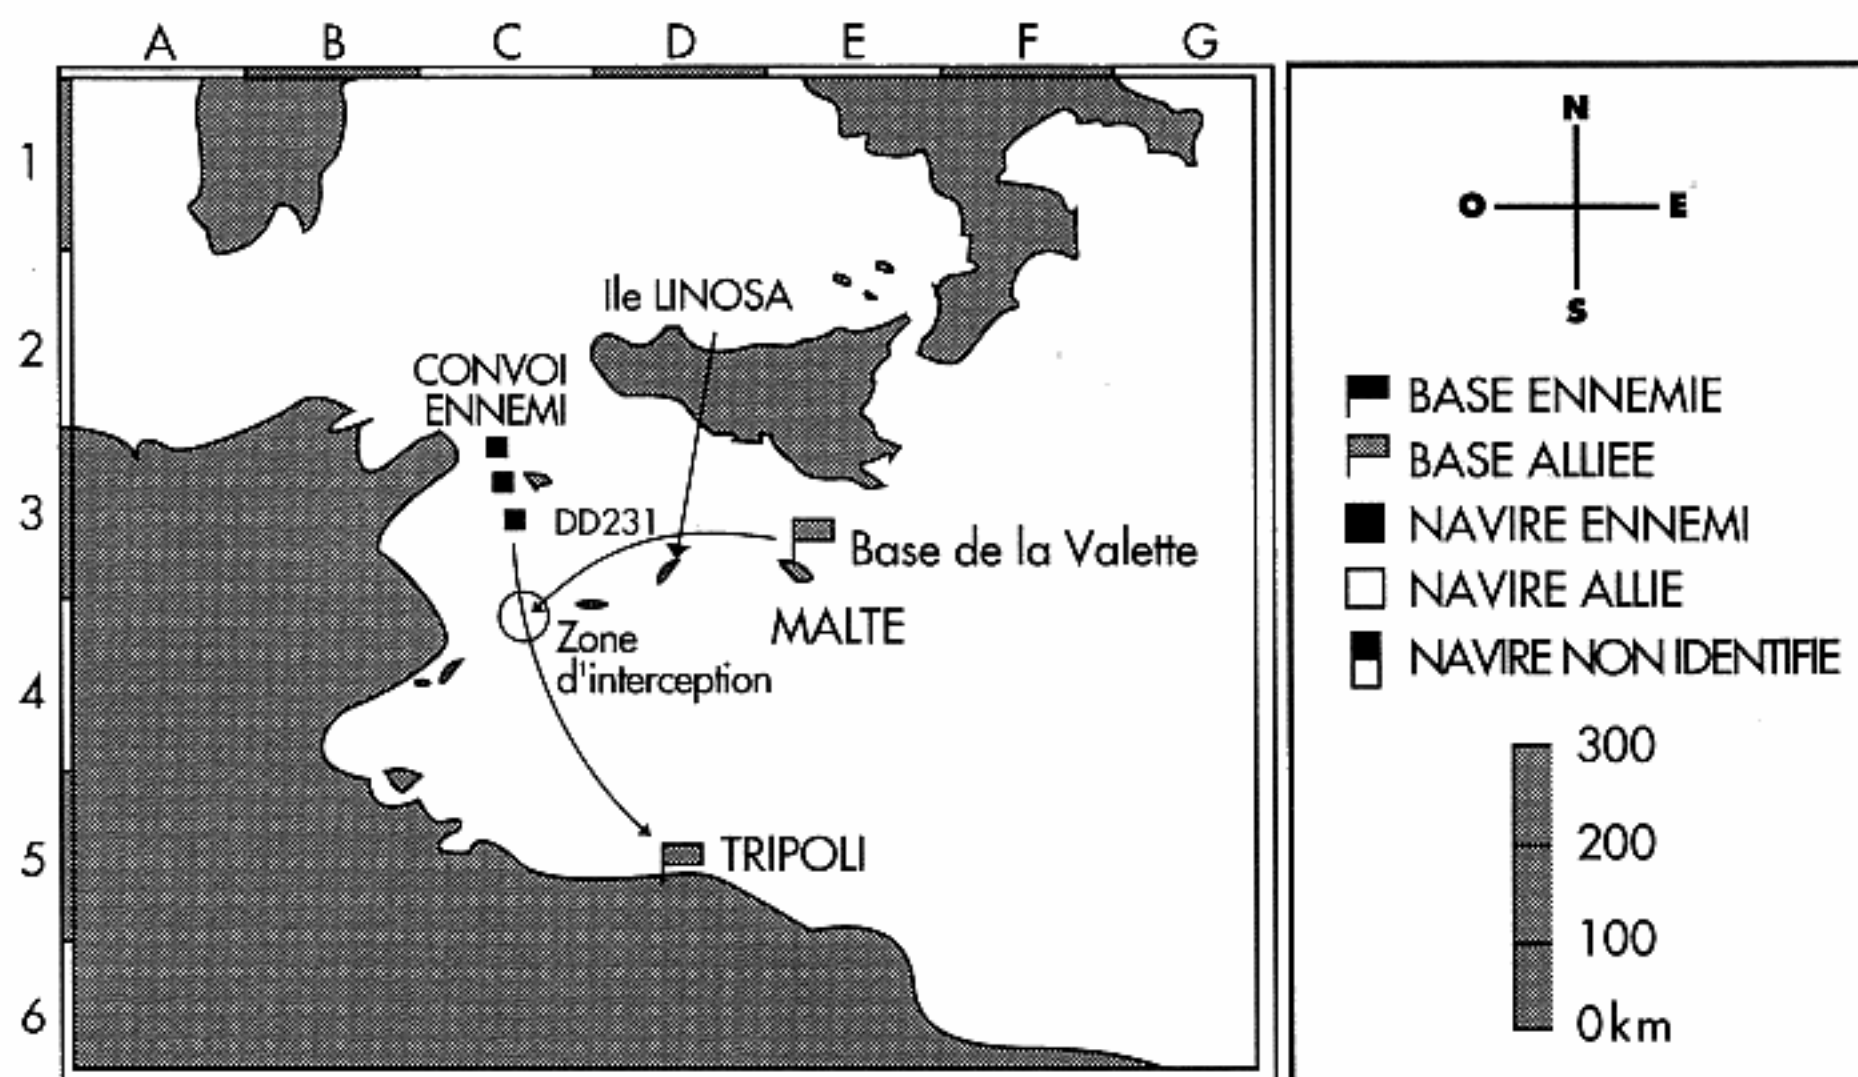 A B C D E F G
1
2
3
4
5
6
Ile LINOSA
CONVOI
ENNEMI
DD231
Base de la Valette
MALTE
Zone
d'interception
TRIPOLI
N
O E
S
BASE ENNEMIE
BASE ALLIEE
NAVIRE ENNEMI
NAVIRE ALLIE
NAVIRE NON IDENTIFIE
300
200
100
0km